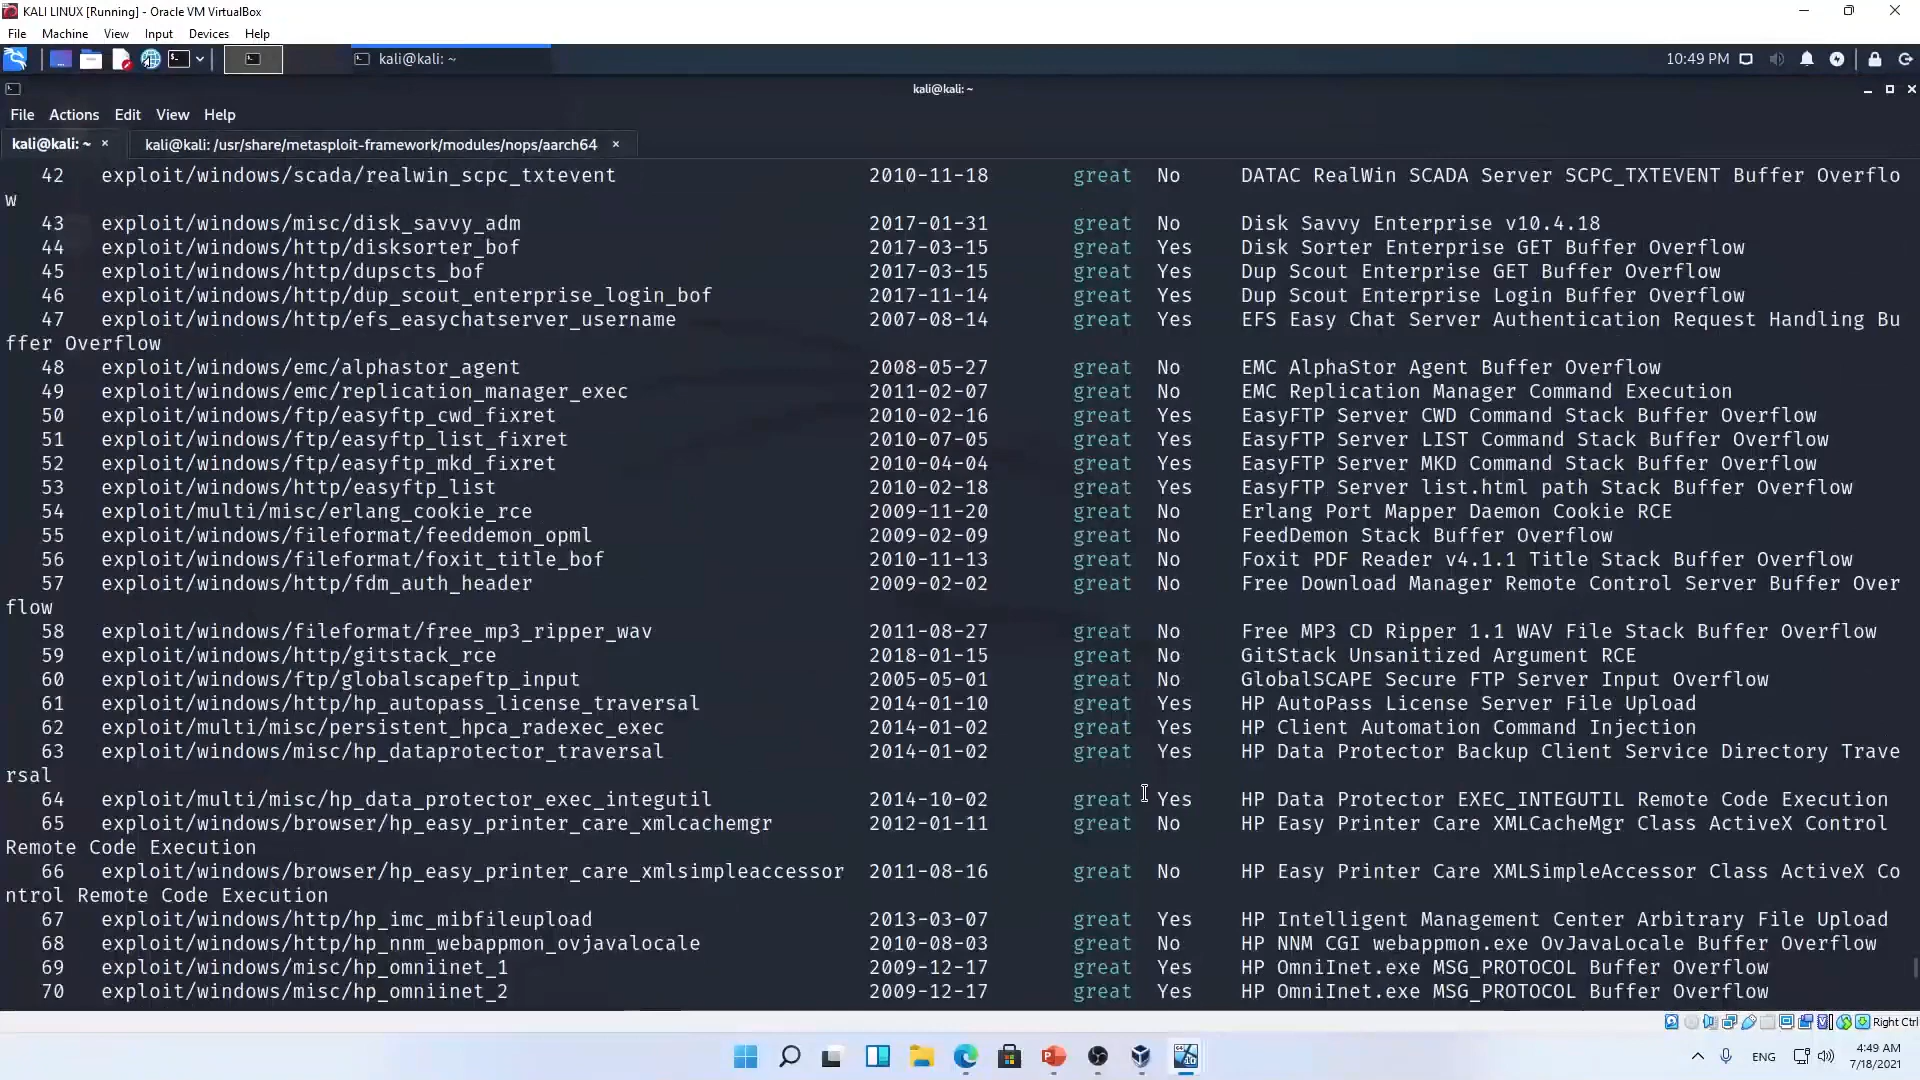 KALI LINUX [Running] - Oracle VM VirtualBox
File Machine View Input Devices Help
kali@kali: ~ 10:49 PM
kali@kali: ~
File Actions Edit View Help
kali@kali: ~ × kali@kali: /usr/share/metasploit-framework/modules/nops/aarch64 ×
42 exploit/windows/scada/realwin_scpc_txtevent 2010-11-18 great No DATAC RealWin SCADA Server SCPC_TXTEVENT Buffer Overflo
w
43 exploit/windows/misc/disk_savvy_adm 2017-01-31 great No Disk Savvy Enterprise v10.4.18
44 exploit/windows/http/disksorter_bof 2017-03-15 great Yes Disk Sorter Enterprise GET Buffer Overflow
45 exploit/windows/http/dupscts_bof 2017-03-15 great Yes Dup Scout Enterprise GET Buffer Overflow
46 exploit/windows/http/dup_scout_enterprise_login_bof 2017-11-14 great Yes Dup Scout Enterprise Login Buffer Overflow
47 exploit/windows/http/efs_easychatserver_username 2007-08-14 great Yes EFS Easy Chat Server Authentication Request Handling Bu
ffer Overflow
48 exploit/windows/emc/alphastor_agent 2008-05-27 great No EMC AlphaStor Agent Buffer Overflow
49 exploit/windows/emc/replication_manager_exec 2011-02-07 great No EMC Replication Manager Command Execution
50 exploit/windows/ftp/easyftp_cwd_fixret 2010-02-16 great Yes EasyFTP Server CWD Command Stack Buffer Overflow
51 exploit/windows/ftp/easyftp_list_fixret 2010-07-05 great Yes EasyFTP Server LIST Command Stack Buffer Overflow
52 exploit/windows/ftp/easyftp_mkd_fixret 2010-04-04 great Yes EasyFTP Server MKD Command Stack Buffer Overflow
53 exploit/windows/http/easyftp_list 2010-02-18 great Yes EasyFTP Server list.html path Stack Buffer Overflow
54 exploit/multi/misc/erlang_cookie_rce 2009-11-20 great No Erlang Port Mapper Daemon Cookie RCE
55 exploit/windows/fileformat/feeddemon_opml 2009-02-09 great No FeedDemon Stack Buffer Overflow
56 exploit/windows/fileformat/foxit_title_bof 2010-11-13 great No Foxit PDF Reader v4.1.1 Title Stack Buffer Overflow
57 exploit/windows/http/fdm_auth_header 2009-02-02 great No Free Download Manager Remote Control Server Buffer Over
flow
58 exploit/windows/fileformat/free_mp3_ripper_wav 2011-08-27 great No Free MP3 CD Ripper 1.1 WAV File Stack Buffer Overflow
59 exploit/windows/http/gitstack_rce 2018-01-15 great No GitStack Unsanitized Argument RCE
60 exploit/windows/ftp/globalscapeftp_input 2005-05-01 great No GlobalSCAPE Secure FTP Server Input Overflow
61 exploit/windows/http/hp_autopass_license_traversal 2014-01-10 great Yes HP AutoPass License Server File Upload
62 exploit/multi/misc/persistent_hpca_radexec_exec 2014-01-02 great Yes HP Client Automation Command Injection
63 exploit/windows/misc/hp_dataprotector_traversal 2014-01-02 great Yes HP Data Protector Backup Client Service Directory Trave
rsal
64 exploit/multi/misc/hp_data_protector_exec_integutil 2014-10-02 great Yes HP Data Protector EXEC_INTEGUTIL Remote Code Execution
65 exploit/windows/browser/hp_easy_printer_care_xmlcachemgr 2012-01-11 great No HP Easy Printer Care XMLCacheMgr Class ActiveX Control
Remote Code Execution
66 exploit/windows/browser/hp_easy_printer_care_xmlsimpleaccessor 2011-08-16 great No HP Easy Printer Care XMLSimpleAccessor Class ActiveX Co
ntrol Remote Code Execution
67 exploit/windows/http/hp_imc_mibfileupload 2013-03-07 great Yes HP Intelligent Management Center Arbitrary File Upload
68 exploit/windows/http/hp_nnm_webappmon_ovjavalocale 2010-08-03 great No HP NNM CGI webappmon.exe OvJavaLocale Buffer Overflow
69 exploit/windows/misc/hp_omniinet_1 2009-12-17 great Yes HP OmniInet.exe MSG_PROTOCOL Buffer Overflow
70 exploit/windows/misc/hp_omniinet_2 2009-12-17 great Yes HP OmniInet.exe MSG_PROTOCOL Buffer Overflow
Right Ctrl
ENG 4:49 AM
7/18/2021